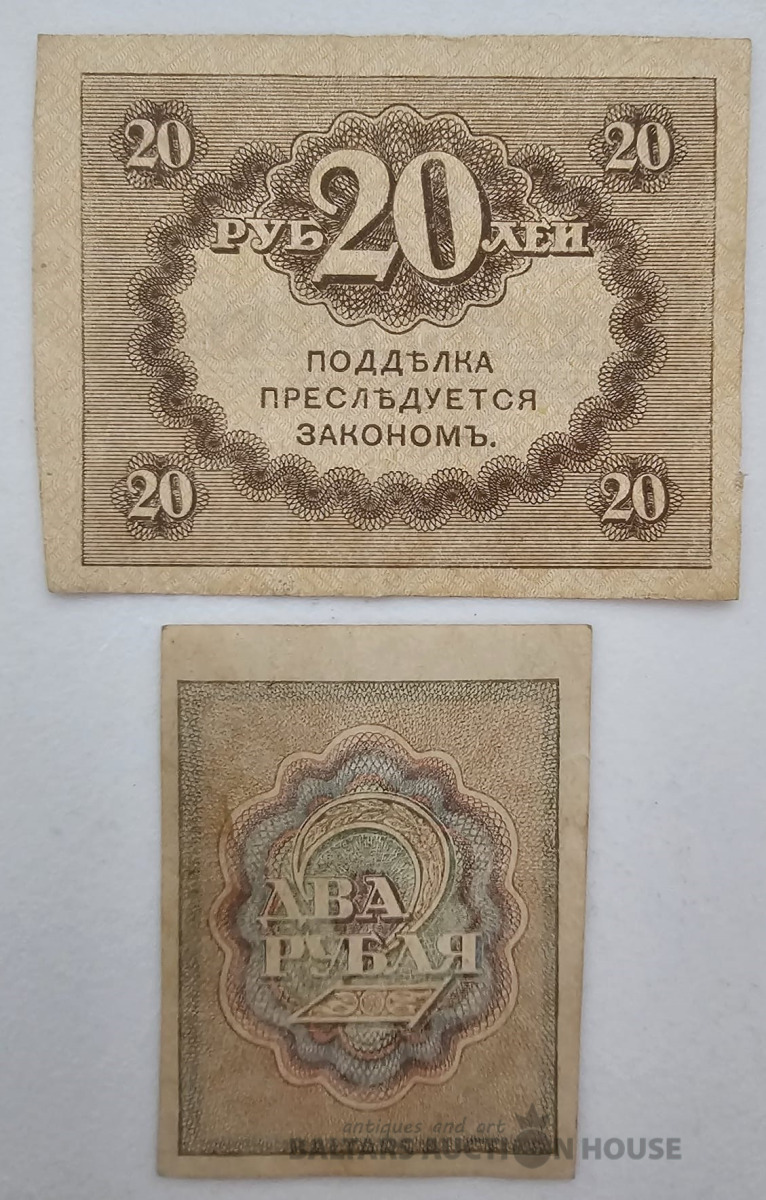 20 20
РУБ 20 ЛЕЙ
ПОДДѢЛКА
ПРЕСЛѢДУЕТСЯ
ЗАКОНОМЪ.
20 20
2
ДВА
РУБЛЯ
antiques and art
BALTARS AUCTION HOUSE